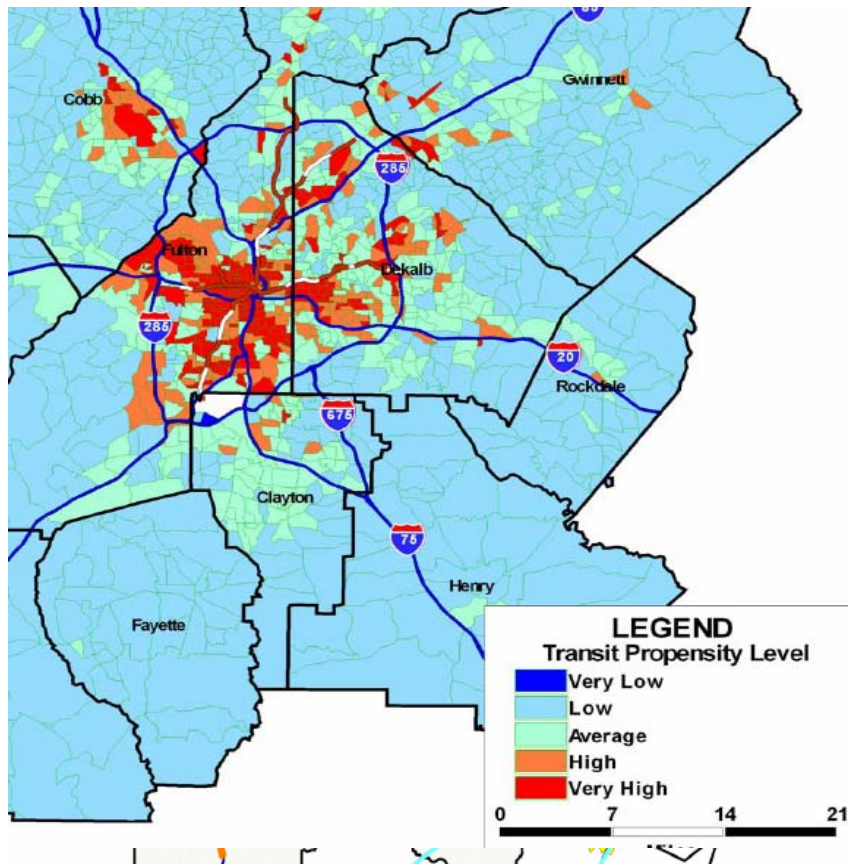 85
Cobb
Gwinnett
285
Fulton
Dekalb
285
20
Rockdale
675
Clayton
75
Henry
Fayette
LEGEND
Transit Propensity Level
Very Low
Low
Average
High
Very High
0 7 14 21